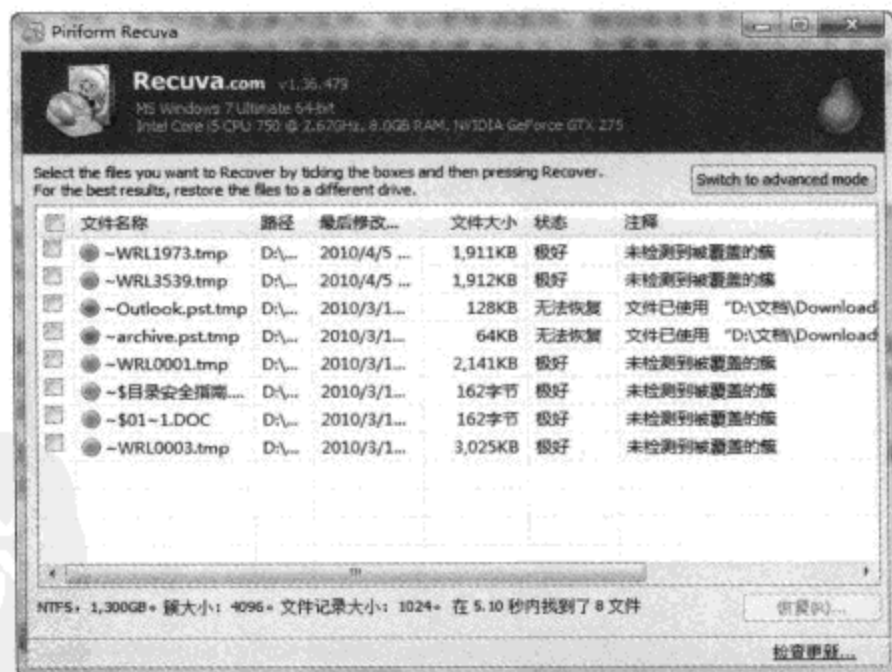 Piriform Recuva
Recuva.com v1.36.479
MS Windows 7 Ultimate 64-bit
Intel Core i5 CPU 750 @ 2.67GHz, 8.0GB RAM, NVIDIA GeForce GTX 275
Select the files you want to Recover by ticking the boxes and then pressing Recover.
For the best results, restore the files to a different drive.
Switch to advanced mode
文件名称 路径 最后修改... 文件大小 状态 注释
~WRL1973.tmp D:\... 2010/4/5 ... 1,911KB 极好 未检测到被覆盖的簇
~WRL3539.tmp D:\... 2010/4/5 ... 1,912KB 极好 未检测到被覆盖的簇
~Outlook.pst.tmp D:\... 2010/3/1... 128KB 无法恢复 文件已使用 "D:\文档\Download
~archive.pst.tmp D:\... 2010/3/1... 64KB 无法恢复 文件已使用 "D:\文档\Download
~WRL0001.tmp D:\... 2010/3/1... 2,141KB 极好 未检测到被覆盖的簇
~$目录安全指南.... D:\... 2010/3/1... 162字节 极好 未检测到被覆盖的簇
~$01~1.DOC D:\... 2010/3/1... 162字节 极好 未检测到被覆盖的簇
~WRL0003.tmp D:\... 2010/3/1... 3,025KB 极好 未检测到被覆盖的簇
NTFS, 1,300GB。簇大小: 4096。文件记录大小: 1024。在 5.10 秒内找到了 8 文件
恢复(R)...
检查更新...